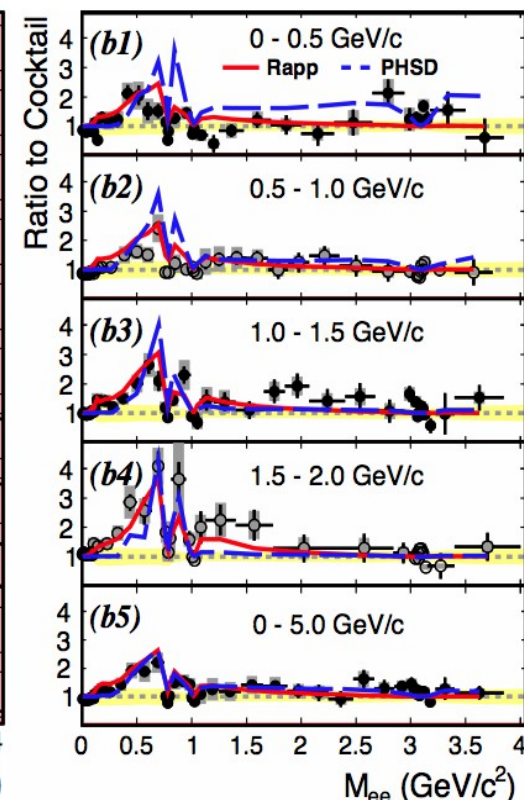 Ratio to Cocktail
4
3
2
1
(b1)
0 - 0.5 GeV/c
Rapp
PHSD
4
3
2
1
(b2)
0.5 - 1.0 GeV/c
4
3
2
1
(b3)
1.0 - 1.5 GeV/c
4
3
2
1
(b4)
1.5 - 2.0 GeV/c
4
3
2
1
(b5)
0 - 5.0 GeV/c
0 0.5 1 1.5 2 2.5 3 3.5 4
M_ee (GeV/c²)